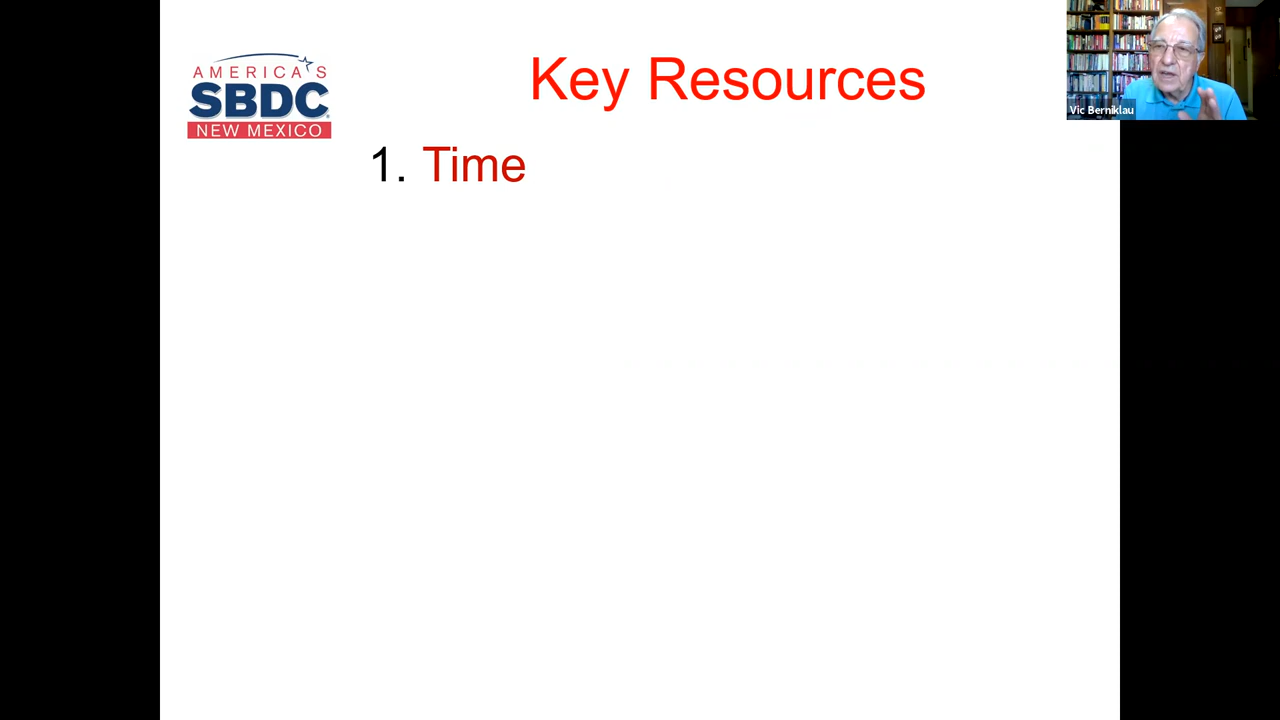 AMERICA'S
SBDC
NEW MEXICO
Key Resources
Vic Berniklau
1. Time